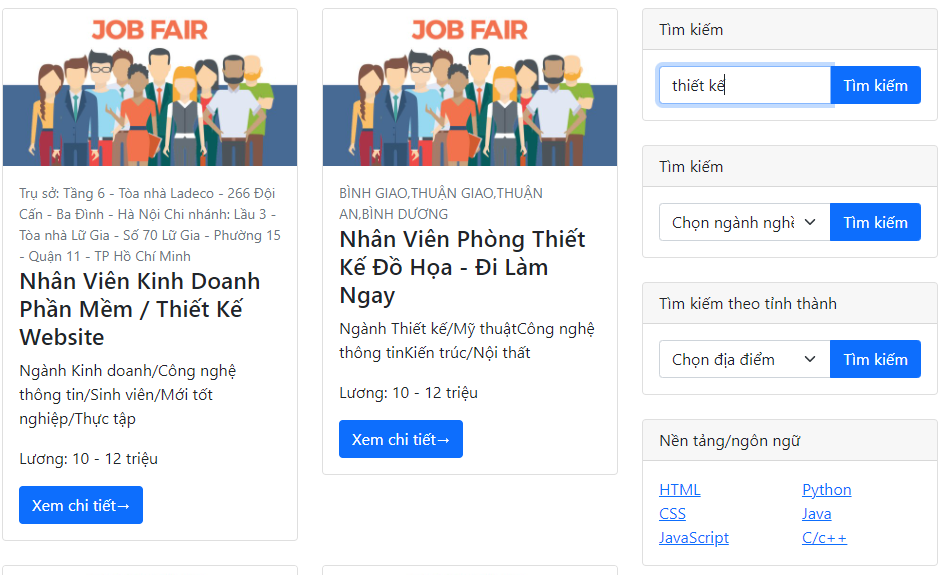 JOB FAIR
Trụ sở: Tầng 6 - Tòa nhà Ladeco - 266 Đội
Cấn - Ba Đình - Hà Nội Chi nhánh: Lầu 3 -
Tòa nhà Lữ Gia - Số 70 Lữ Gia - Phường 15
- Quận 11 - TP Hồ Chí Minh
Nhân Viên Kinh Doanh
Phần Mềm / Thiết Kế
Website
Ngành Kinh doanh/Công nghệ
thông tin/Sinh viên/Mới tốt
nghiệp/Thực tập
Lương: 10 - 12 triệu
Xem chi tiết→
JOB FAIR
BÌNH GIAO,THUẬN GIAO,THUẬN
AN,BÌNH DƯƠNG
Nhân Viên Phòng Thiết
Kế Đồ Họa - Đi Làm
Ngay
Ngành Thiết kế/Mỹ thuậtCông nghệ
thông tinKiến trúc/Nội thất
Lương: 10 - 12 triệu
Xem chi tiết→
Tìm kiếm
thiết kế Tìm kiếm
Tìm kiếm
Chọn ngành nghề Tìm kiếm
Tìm kiếm theo tỉnh thành
Chọn địa điểm Tìm kiếm
Nền tảng/ngôn ngữ
HTML Python
CSS Java
JavaScript C/c++